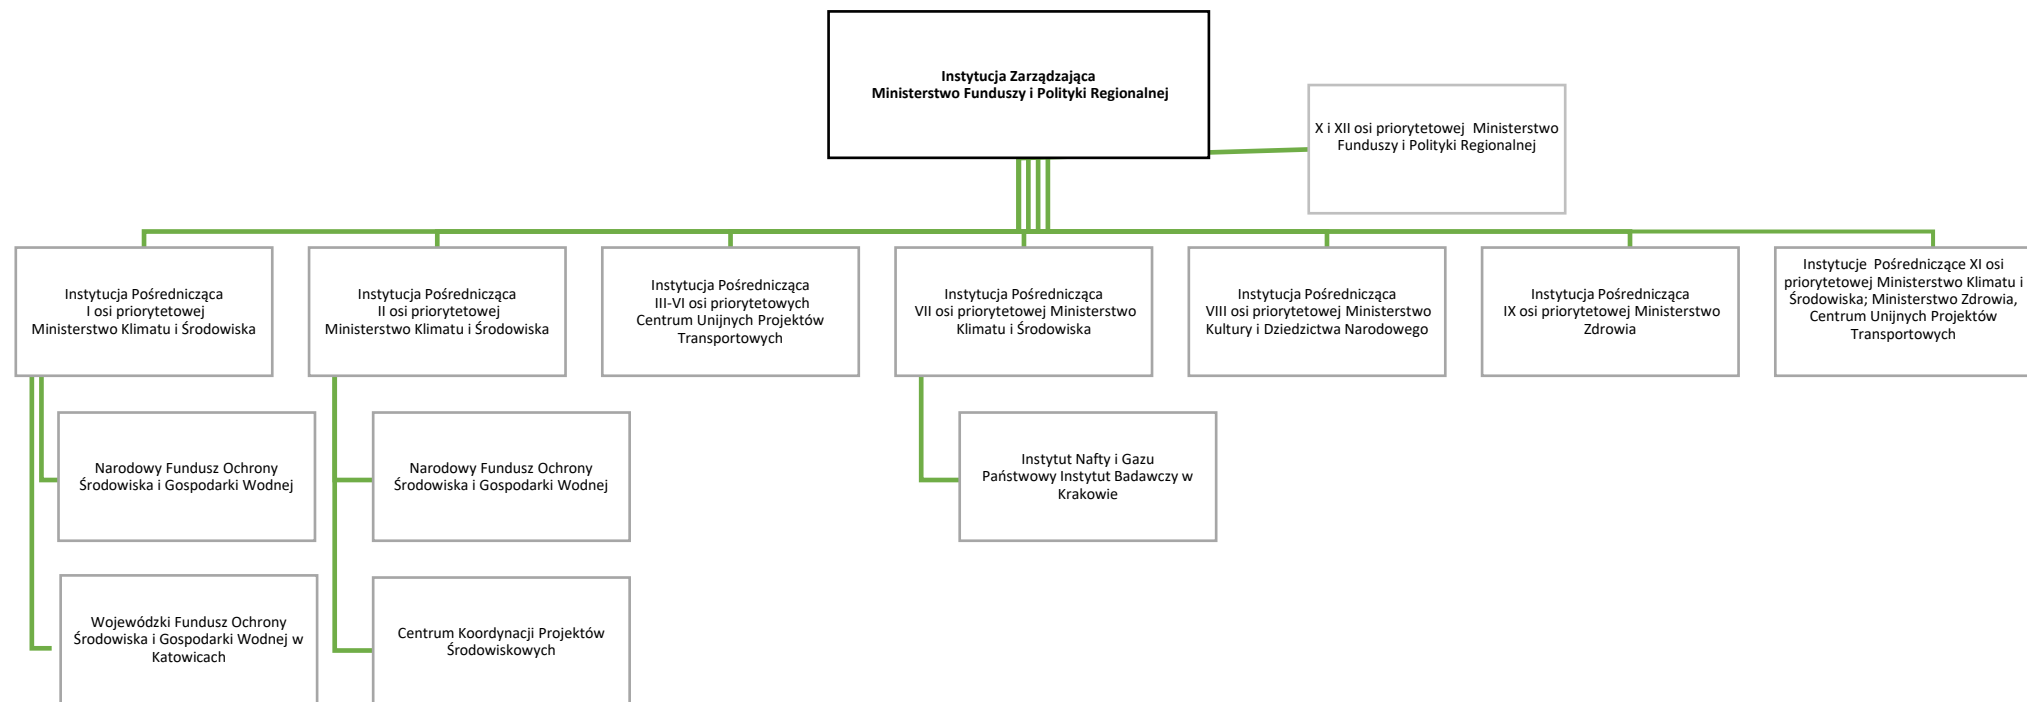 Instytucja Zarządzająca
Ministerstwo Funduszy i Polityki Regionalnej
X i XII osi priorytetowej Ministerstwo
Funduszy i Polityki Regionalnej
Instytucja Pośrednicząca
I osi priorytetowej
Ministerstwo Klimatu i Środowiska
Instytucja Pośrednicząca
II osi priorytetowej
Ministerstwo Klimatu i Środowiska
Instytucja Pośrednicząca
III-VI osi priorytetowych
Centrum Unijnych Projektów
Transportowych
Instytucja Pośrednicząca
VII osi priorytetowej Ministerstwo
Klimatu i Środowiska
Instytucja Pośrednicząca
VIII osi priorytetowej Ministerstwo
Kultury i Dziedzictwa Narodowego
Instytucja Pośrednicząca
IX osi priorytetowej Ministerstwo
Zdrowia
Instytucje Pośredniczące XI osi
priorytetowej Ministerstwo Klimatu i
Środowiska; Ministerstwo Zdrowia,
Centrum Unijnych Projektów
Transportowych
Narodowy Fundusz Ochrony
Środowiska i Gospodarki Wodnej
Narodowy Fundusz Ochrony
Środowiska i Gospodarki Wodnej
Instytut Nafty i Gazu
Państwowy Instytut Badawczy w
Krakowie
Wojewódzki Fundusz Ochrony
Środowiska i Gospodarki Wodnej w
Katowicach
Centrum Koordynacji Projektów
Środowiskowych